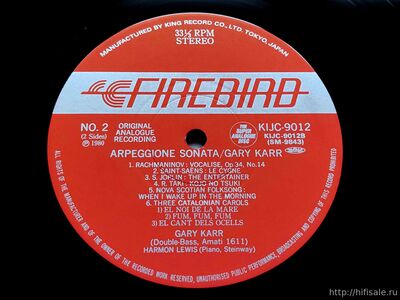 MANUFACTURED BY KING RECORD CO., LTD. TOKYO, JAPAN
33⅓ RPM
STEREO
FIREBIRD
NO. 2
(2 Sides)
℗ 1980
ORIGINAL
ANALOGUE
RECORDING
THE
SUPER
ANALOGUE
DISC
KIJC-9012
KIJC-9012B
(SM-9843)
ARPEGGIONE SONATA/GARY KARR
1. RACHMANINOV : VOCALISE, Op.34, No.14
2. SAINT-SAËNS : LE CYGNE
3. S. JOPLIN : THE ENTERTAINER
4. R. TAKI : KOJO NO TSUKI
5. NOVA SCOTIAN FOLKSONG :
WHEN I WAKE UP IN THE MORNING
6. THREE CATALONIAN CAROLS
1) EL NOI DE LA MARE
2) FUM, FUM, FUM
3) EL CANT DELS OCELLS
GARY KARR
(Double-Bass, Amati 1611)
HARMON LEWIS (Piano, Steinway)
ALL RIGHTS OF THE MANUFACTURER AND OF THE OWNER OF THE RECORDED WORK RESERVED. UNAUTHORISED PUBLIC PERFORMANCE, BROADCASTING AND COPYING OF THIS RECORD PROHIBITED
http://hifisale.ru/